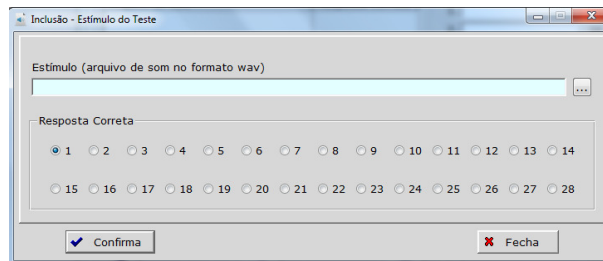 Inclusão - Estímulo do Teste
Estímulo (arquivo de som no formato wav)
...
Resposta Correta
1 2 3 4 5 6 7 8 9 10 11 12 13 14
15 16 17 18 19 20 21 22 23 24 25 26 27 28
Confirma Fecha